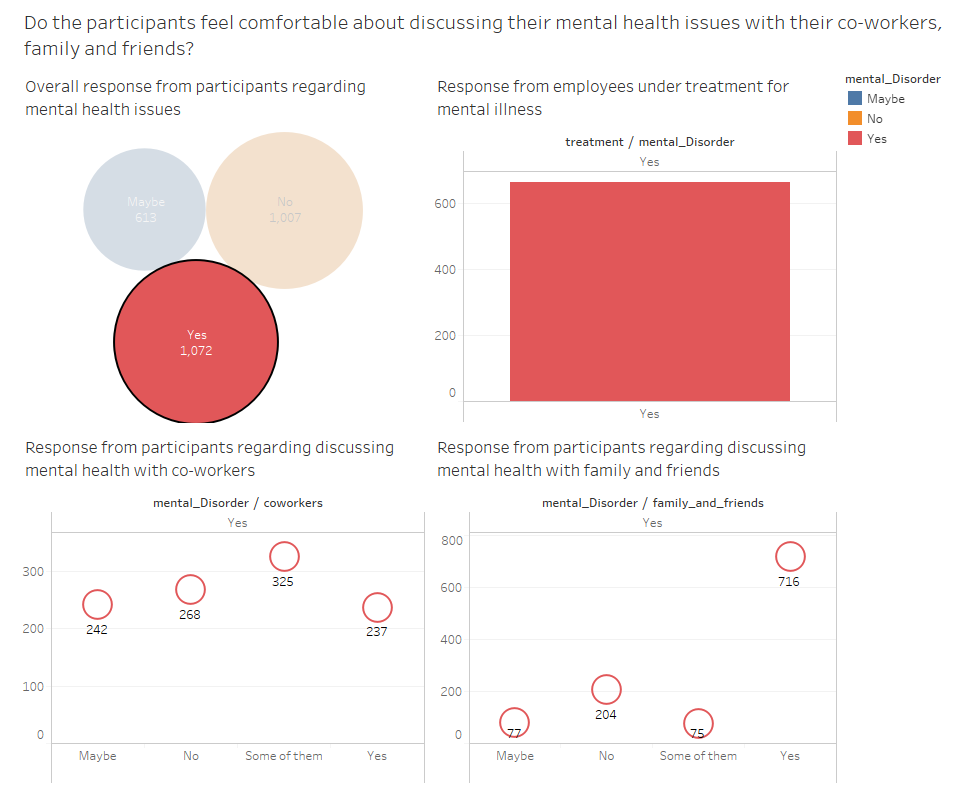 Do the participants feel comfortable about discussing their mental health issues with their co-workers,
family and friends?
Overall response from participants regarding
mental health issues
Maybe
613
No
1,007
Yes
1,072
Response from employees under treatment for
mental illness
treatment / mental_Disorder
Yes
600
400
200
0
Yes
mental_Disorder
Maybe
No
Yes
Response from participants regarding discussing
mental health with co-workers
mental_Disorder / coworkers
Yes
300
200
100
0
242
268
325
237
Maybe
No
Some of them
Yes
Response from participants regarding discussing
mental health with family and friends
mental_Disorder / family_and_friends
Yes
800
600
400
200
0
77
204
75
716
Maybe
No
Some of them
Yes